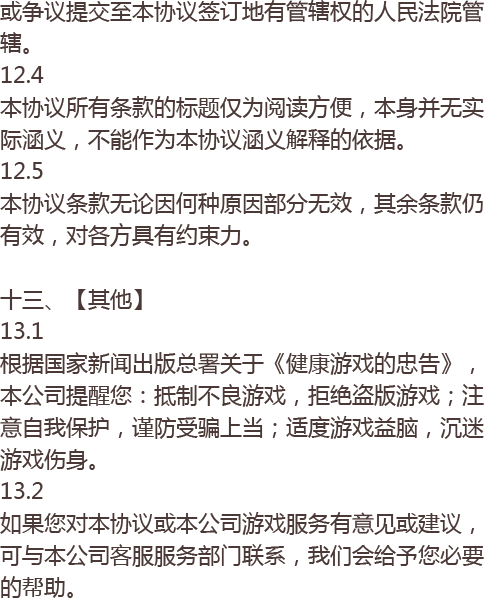 或争议提交至本协议签订地有管辖权的人民法院管
辖。
12.4
本协议所有条款的标题仅为阅读方便，本身并无实
际涵义，不能作为本协议涵义解释的依据。
12.5
本协议条款无论因何种原因部分无效，其余条款仍
有效，对各方具有约束力。
十三、【其他】
13.1
根据国家新闻出版总署关于《健康游戏的忠告》，
本公司提醒您：抵制不良游戏，拒绝盗版游戏；注
意自我保护，谨防受骗上当；适度游戏益脑，沉迷
游戏伤身。
13.2
如果您对本协议或本公司游戏服务有意见或建议，
可与本公司客服服务部门联系，我们会给予您必要
的帮助。